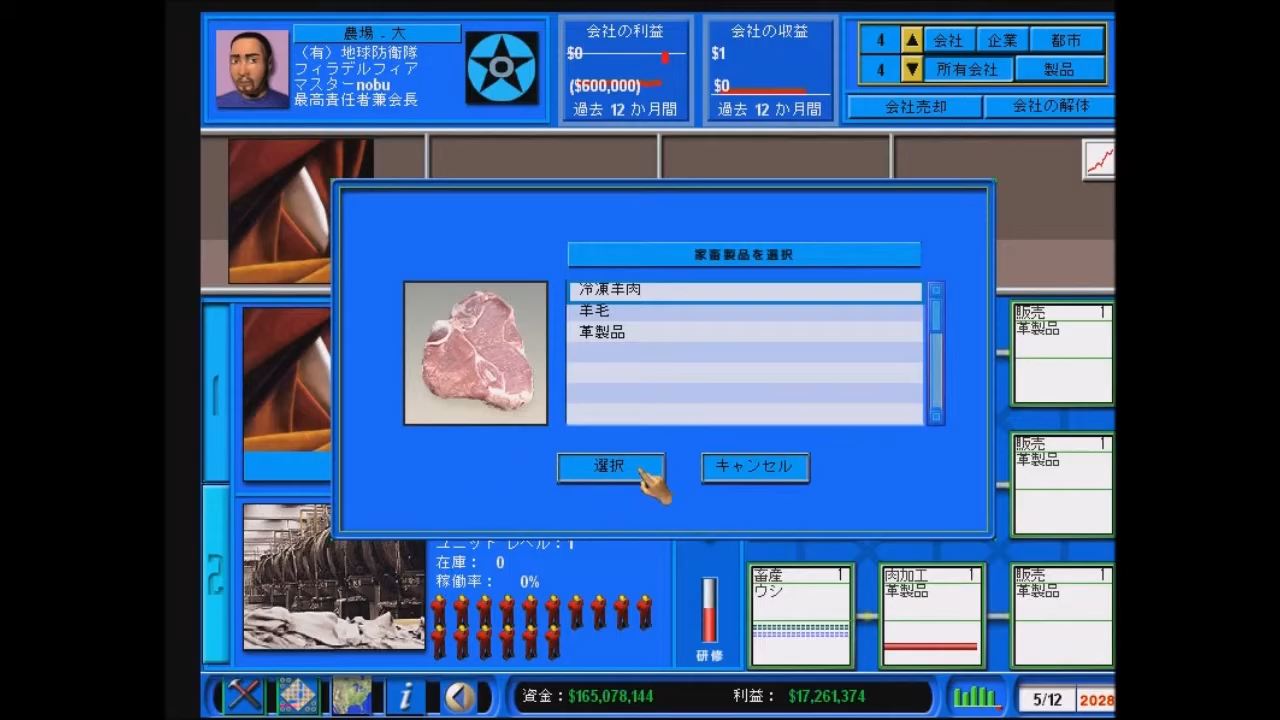 農場 - 大
(有) 地球防衛隊
フィラデルフィア
マスターnobu
最高責任者兼会長
会社の利益
$0
($600,000)
過去 12 か月間
会社の収益
$1
$0
過去 12 か月間
4
会社
企業
都市
4
所有会社
製品
会社売却
会社の解体
家畜製品を選択
冷凍羊肉
羊毛
革製品
選択
キャンセル
1
2
販売 1
革製品
販売 1
革製品
ユニット レベル : 1
在庫 : 0
稼働率 : 0%
研修
畜産 1
ウシ
肉加工 1
革製品
販売 1
革製品
資金 : $165,078,144
利益 : $17,261,374
5/12
2028